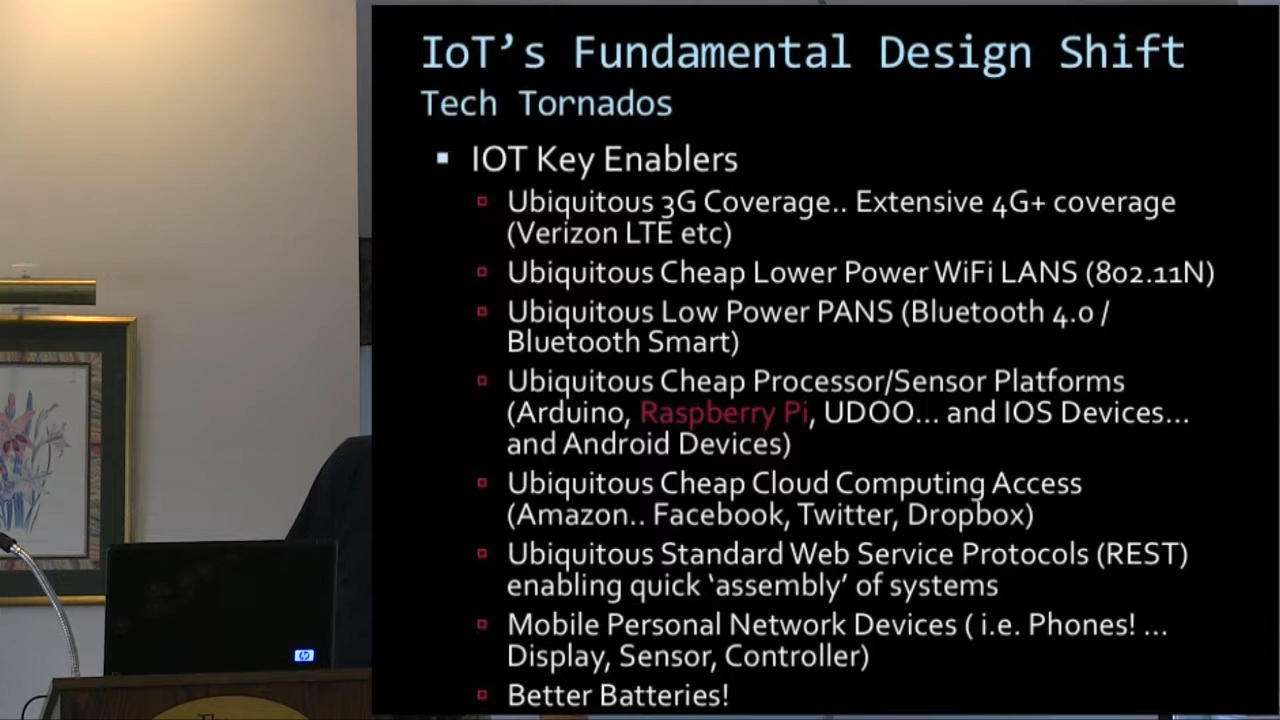 IoT's Fundamental Design Shift
Tech Tornados
IOT Key Enablers
Ubiquitous 3G Coverage.. Extensive 4G+ coverage
(Verizon LTE etc)
Ubiquitous Cheap Lower Power WiFi LANS (802.11N)
Ubiquitous Low Power PANS (Bluetooth 4.0 /
Bluetooth Smart)
Ubiquitous Cheap Processor/Sensor Platforms
(Arduino, Raspberry Pi, UDOO... and IOS Devices...
and Android Devices)
Ubiquitous Cheap Cloud Computing Access
(Amazon.. Facebook, Twitter, Dropbox)
Ubiquitous Standard Web Service Protocols (REST)
enabling quick ‘assembly’ of systems
Mobile Personal Network Devices ( i.e. Phones! ...
Display, Sensor, Controller)
Better Batteries!
hp